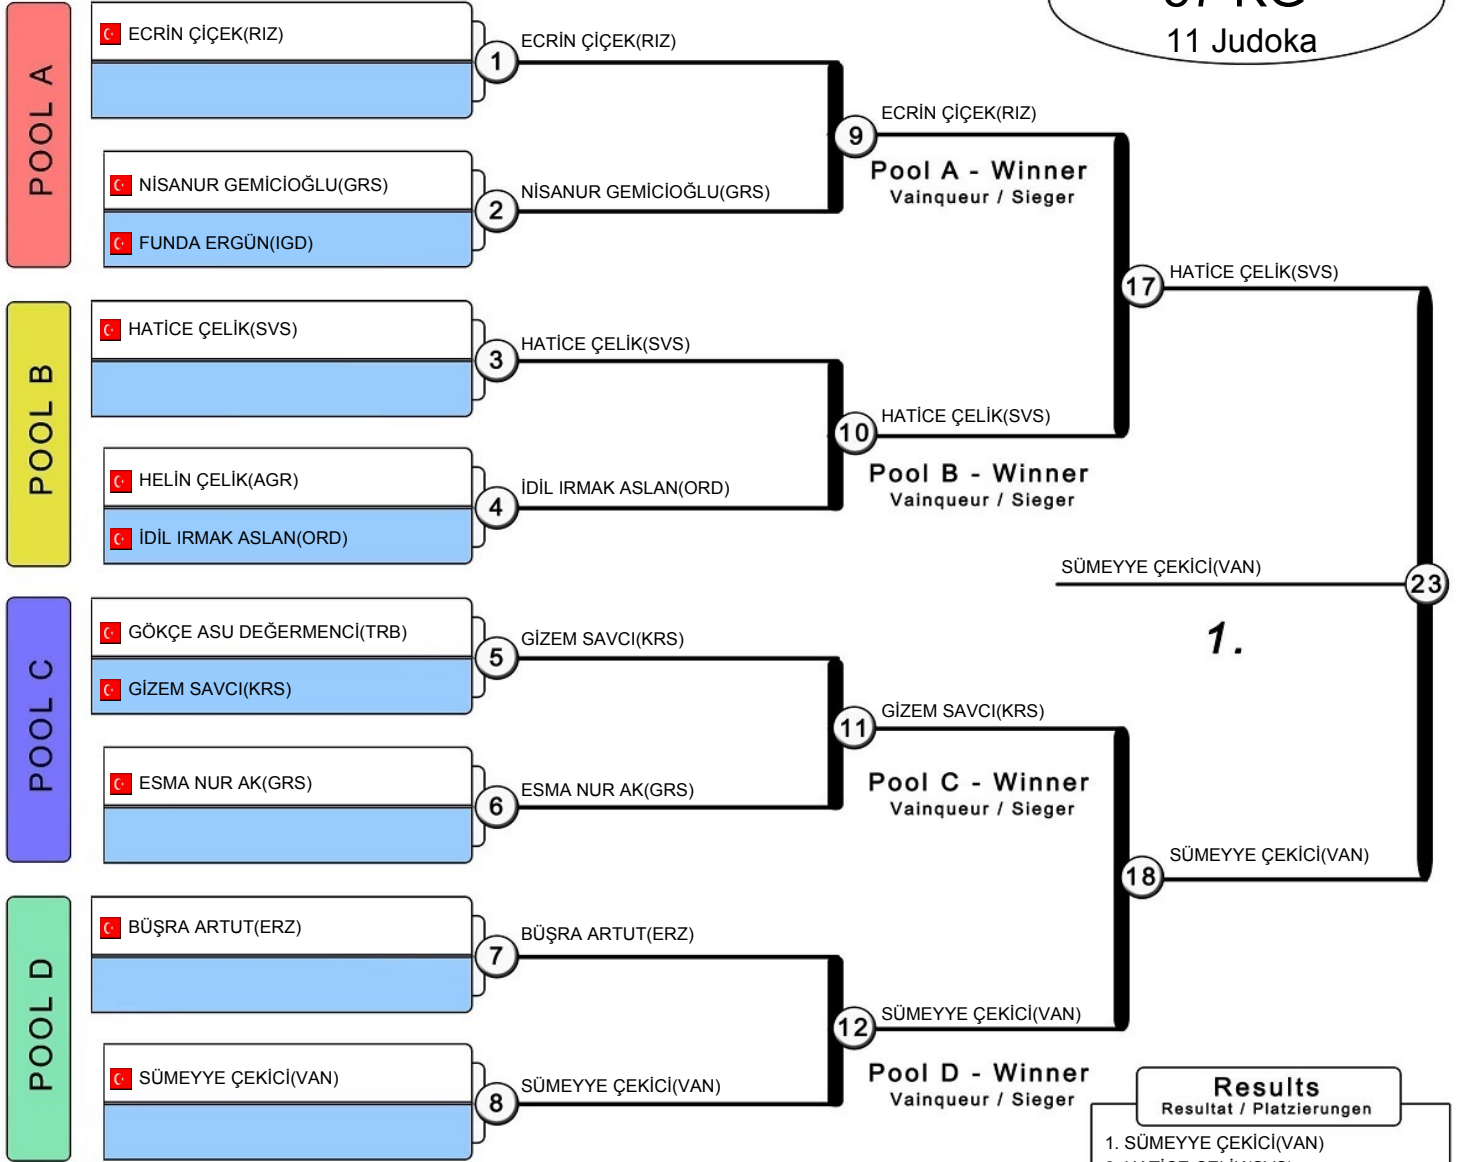 11 Judoka
POOL A
ECRİN ÇİÇEK(RIZ)
1
ECRİN ÇİÇEK(RIZ)
NİSANUR GEMİCİOĞLU(GRS)
FUNDA ERGÜN(IGD)
2
NİSANUR GEMİCİOĞLU(GRS)
9
ECRİN ÇİÇEK(RIZ)
Pool A - Winner
Vainqueur / Sieger
POOL B
HATİCE ÇELİK(SVS)
3
HATİCE ÇELİK(SVS)
HELİN ÇELİK(AGR)
İDİL IRMAK ASLAN(ORD)
4
İDİL IRMAK ASLAN(ORD)
10
HATİCE ÇELİK(SVS)
Pool B - Winner
Vainqueur / Sieger
17
HATİCE ÇELİK(SVS)
POOL C
GÖKÇE ASU DEĞERMENCİ(TRB)
GİZEM SAVCI(KRS)
5
GİZEM SAVCI(KRS)
ESMA NUR AK(GRS)
6
ESMA NUR AK(GRS)
11
GİZEM SAVCI(KRS)
Pool C - Winner
Vainqueur / Sieger
POOL D
BÜŞRA ARTUT(ERZ)
7
BÜŞRA ARTUT(ERZ)
SÜMEYYE ÇEKİCİ(VAN)
8
SÜMEYYE ÇEKİCİ(VAN)
12
SÜMEYYE ÇEKİCİ(VAN)
Pool D - Winner
Vainqueur / Sieger
18
SÜMEYYE ÇEKİCİ(VAN)
SÜMEYYE ÇEKİCİ(VAN)
23
1.
Results
Resultat / Platzierungen
1. SÜMEYYE ÇEKİCİ(VAN)